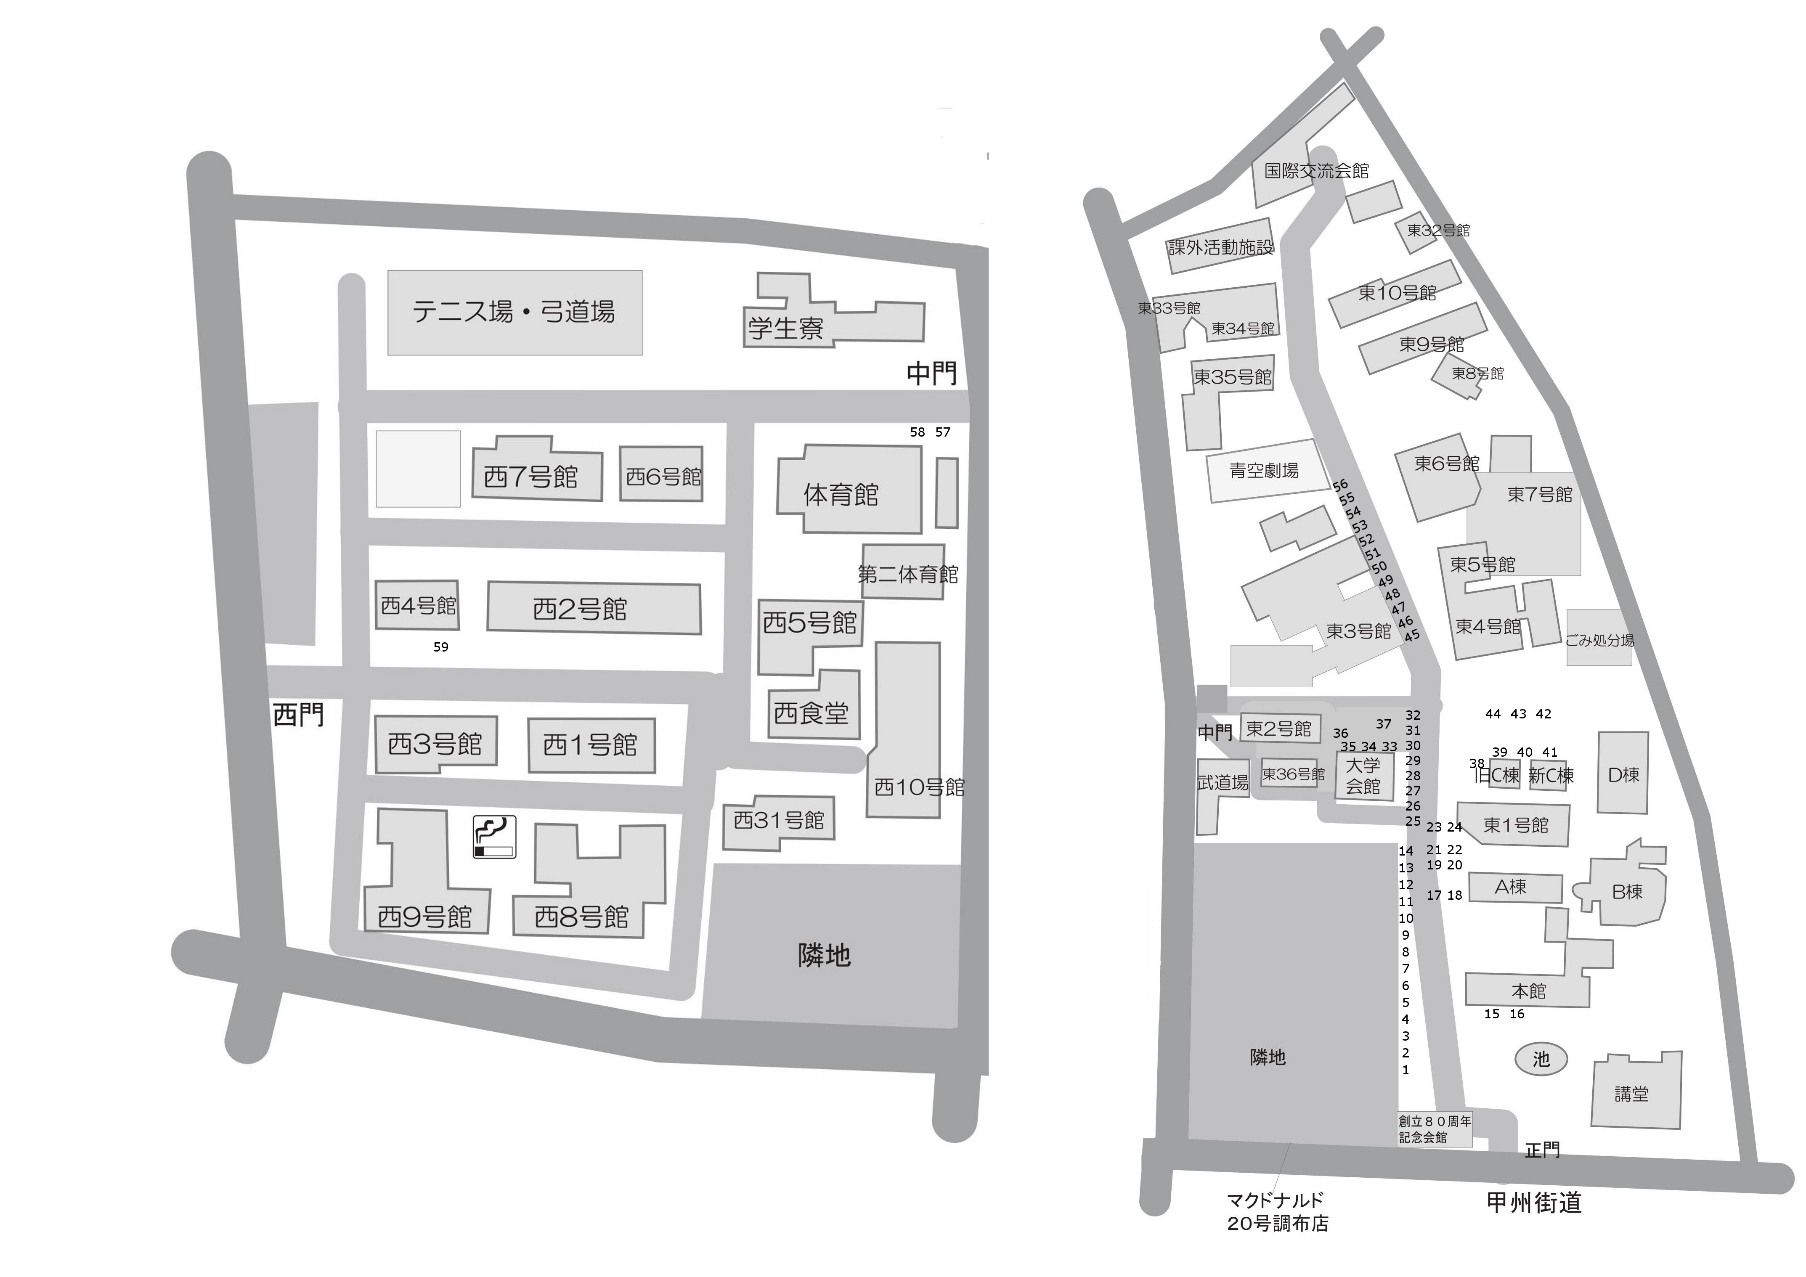 テニス場・弓道場
学生寮
中門
58 57
西7号館
西6号館
体育館
第二体育館
西4号館
西2号館
西5号館
59
西門
西食堂
西3号館
西1号館
西10号館
西31号館
西9号館
西8号館
隣地
国際交流会館
東32号館
課外活動施設
東10号館
東33号館
東34号館
東9号館
東8号館
東35号館
東6号館
青空劇場
東7号館
56
55
54
53
52
51
50
49
48
47
46
45
東5号館
東4号館
東3号館
ごみ処分場
中門
東2号館
36
37
35 34 33
32
31
30
29
28
27
26
25
44 43 42
39 40 41
38
旧C棟
新C棟
D棟
武道場
東36号館
大学
会館
23 24
東1号館
21 22
19 20
17 18
A棟
B棟
14
13
12
11
10
9
8
7
6
5
4
3
2
1
本館
15 16
池
隣地
講堂
創立80周年
記念会館
正門
マクドナルド
20号調布店
甲州街道